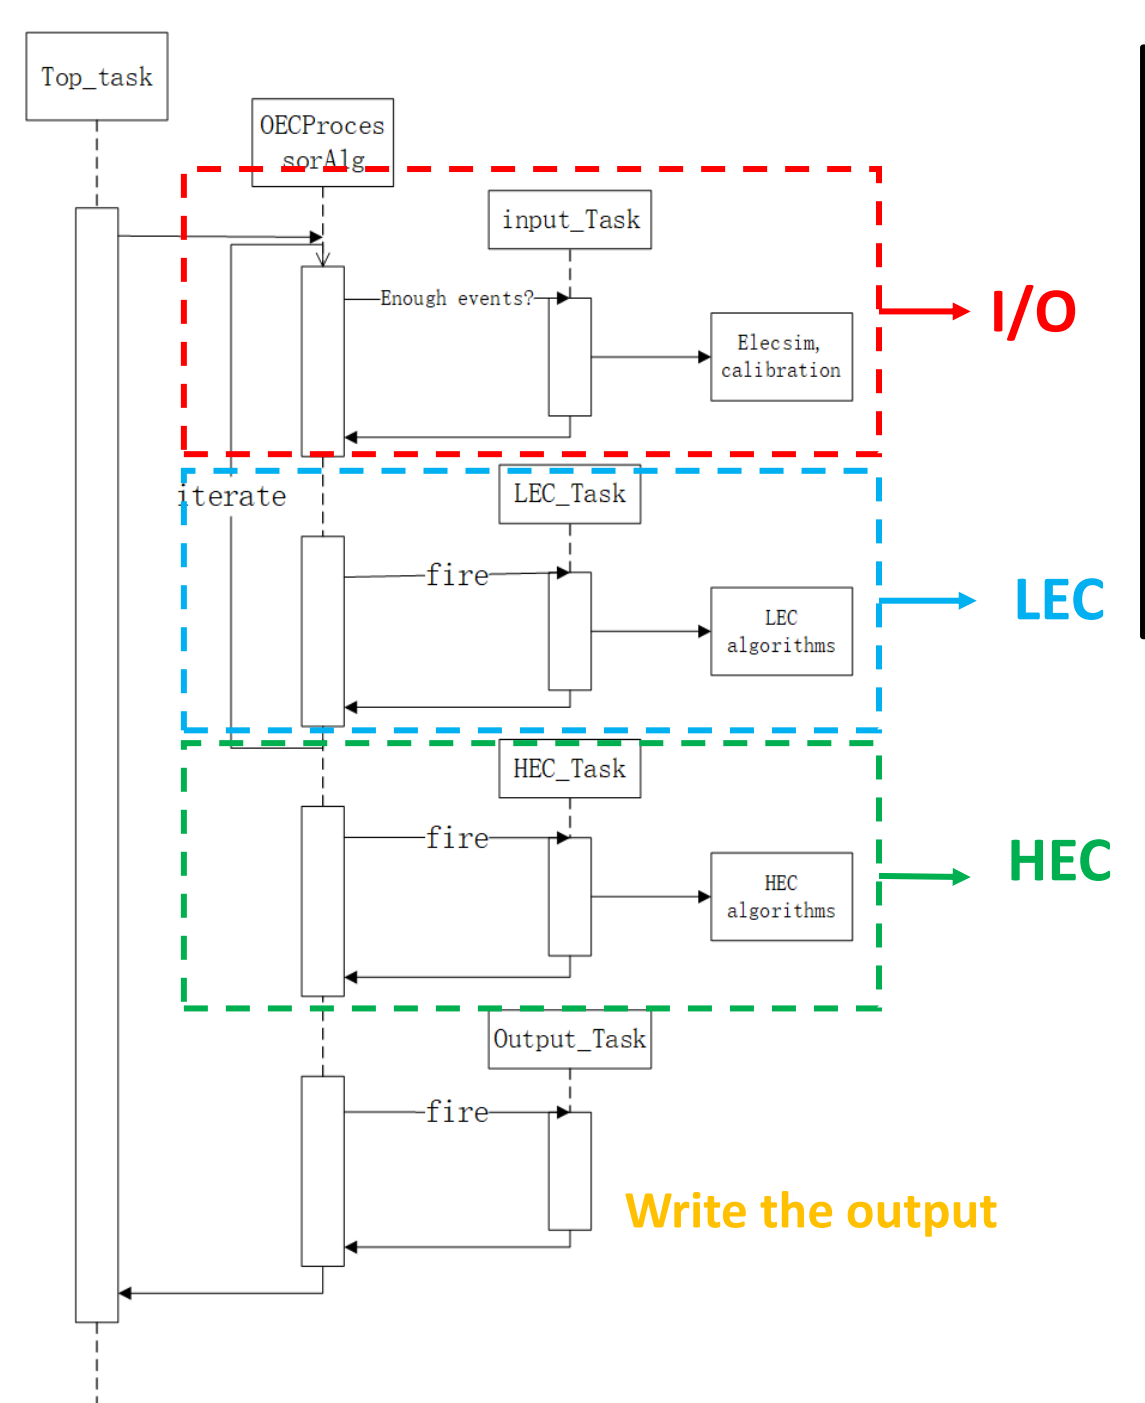 Top_task
OECProces
sorAlg
input_Task
Enough events?
I/O
Elecsim,
calibration
iterate
LEC_Task
fire
LEC
LEC
algorithms
HEC_Task
fire
HEC
HEC
algorithms
Output_Task
fire
Write the output